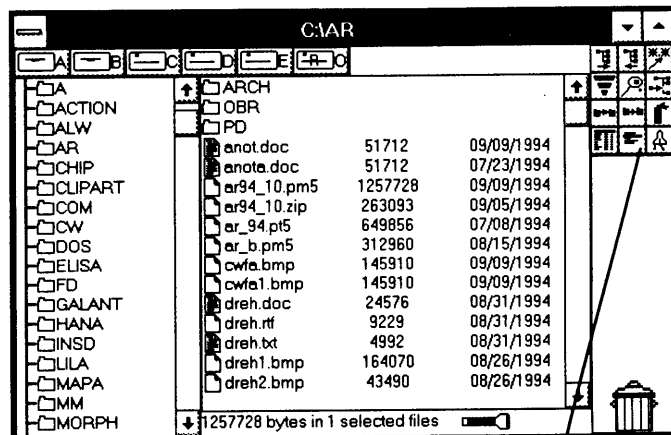 C:\AR
A B C D E R O
A
ACTION
ALW
AR
CHIP
CLIPART
COM
CW
DOS
ELISA
FD
GALANT
HANA
INSD
LILA
MAPA
MM
MORPH
ARCH
OBR
PD
anot.doc 51712 09/09/1994
anota.doc 51712 07/23/1994
ar94_10.pm5 1257728 09/09/1994
ar94_10.zip 263093 09/05/1994
ar_94.pt5 649856 07/08/1994
ar_b.pm5 312960 08/15/1994
cwfa.bmp 145910 09/09/1994
cwfa1.bmp 145910 09/09/1994
dreh.doc 24576 08/31/1994
dreh.rtf 9229 08/31/1994
dreh.txt 4992 08/31/1994
dreh1.bmp 164070 08/26/1994
dreh2.bmp 43490 08/26/1994
1257728 bytes in 1 selected files